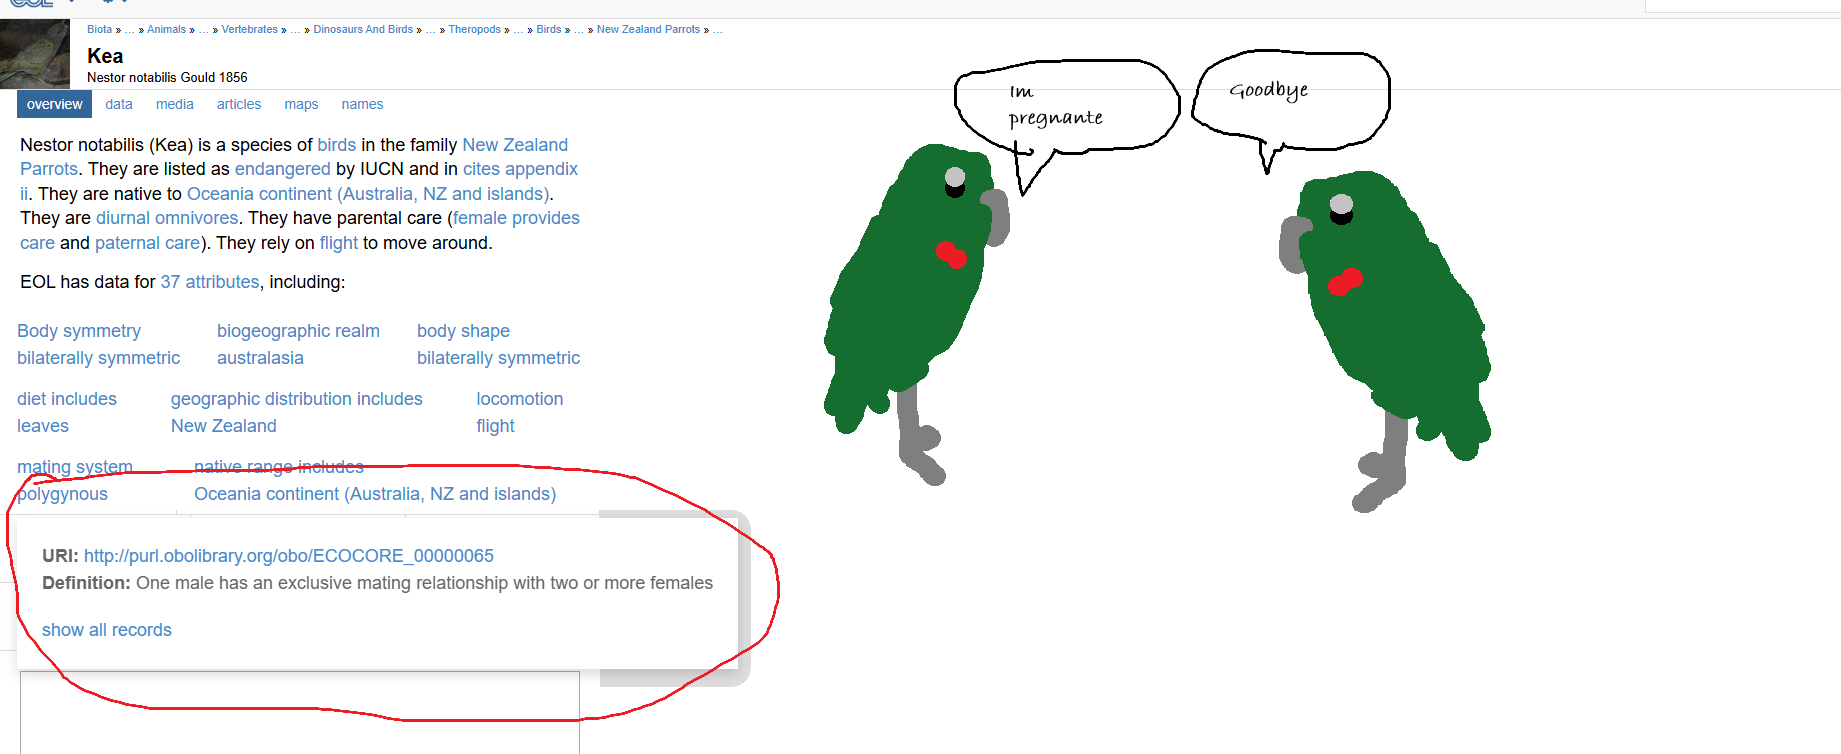 Biota » ... » Animals » ... » Vertebrates » ... » Dinosaurs And Birds » ... » Theropods » ... » Birds » ... » New Zealand Parrots » ...
Kea
Nestor notabilis Gould 1856
overview data media articles maps names
Nestor notabilis (Kea) is a species of birds in the family New Zealand
Parrots. They are listed as endangered by IUCN and in cites appendix
ii. They are native to Oceania continent (Australia, NZ and islands).
They are diurnal omnivores. They have parental care (female provides
care and paternal care). They rely on flight to move around.
EOL has data for 37 attributes, including:
Body symmetry biogeographic realm body shape
bilaterally symmetric australasia bilaterally symmetric
diet includes geographic distribution includes locomotion
leaves New Zealand flight
mating system native range includes
polygynous Oceania continent (Australia, NZ and islands)
URI: http://purl.obolibrary.org/obo/ECOCORE_00000065
Definition: One male has an exclusive mating relationship with two or more females
show all records
Im
pregnante
Goodbye